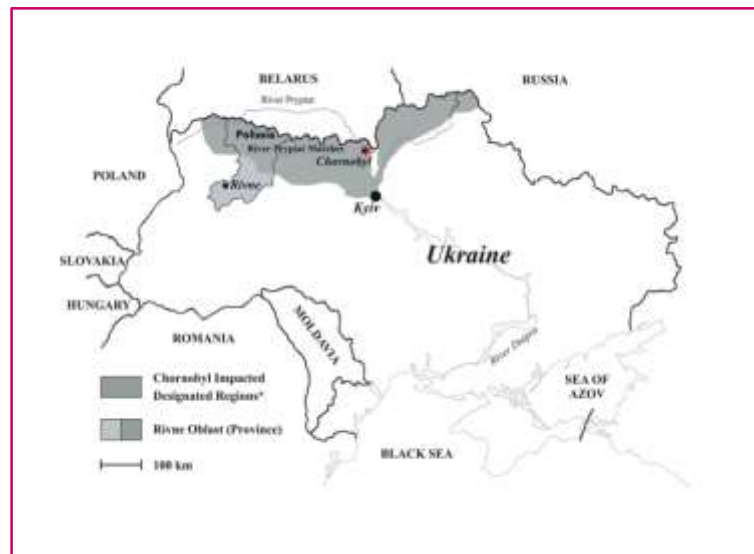 BELARUS
RUSSIA
River Prypiat
Polissia
River Prypiat Marshes
Chornobyl
POLAND
Rivne
Kyiv
Ukraine
SLOVAKIA
HUNGARY
MOLDAVIA
ROMANIA
River Dnipro
Chornobyl Impacted
Designated Regions*
SEA OF
AZOV
Rivne Oblast (Province)
BLACK SEA
100 km